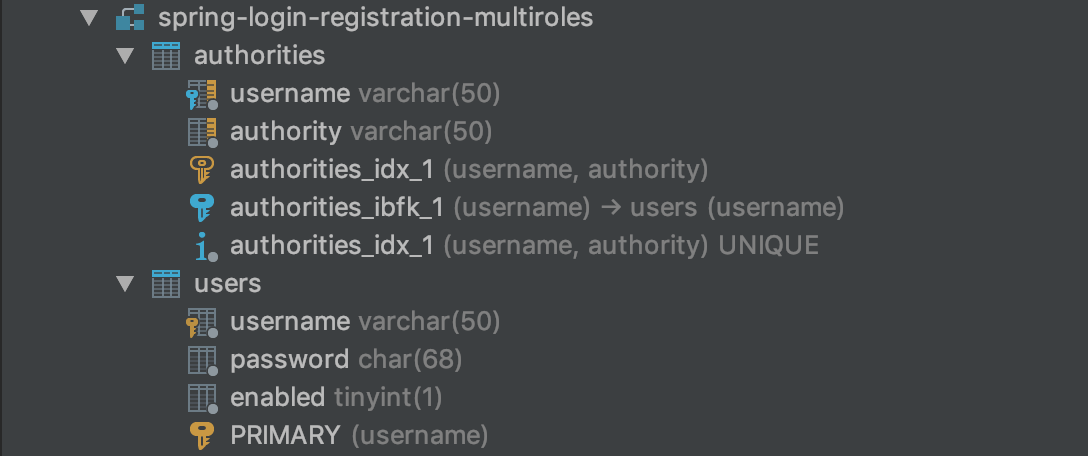 spring-login-registration-multiroles
authorities
username varchar(50)
authority varchar(50)
authorities_idx_1 (username, authority)
authorities_ibfk_1 (username) → users (username)
authorities_idx_1 (username, authority) UNIQUE
users
username varchar(50)
password char(68)
enabled tinyint(1)
PRIMARY (username)